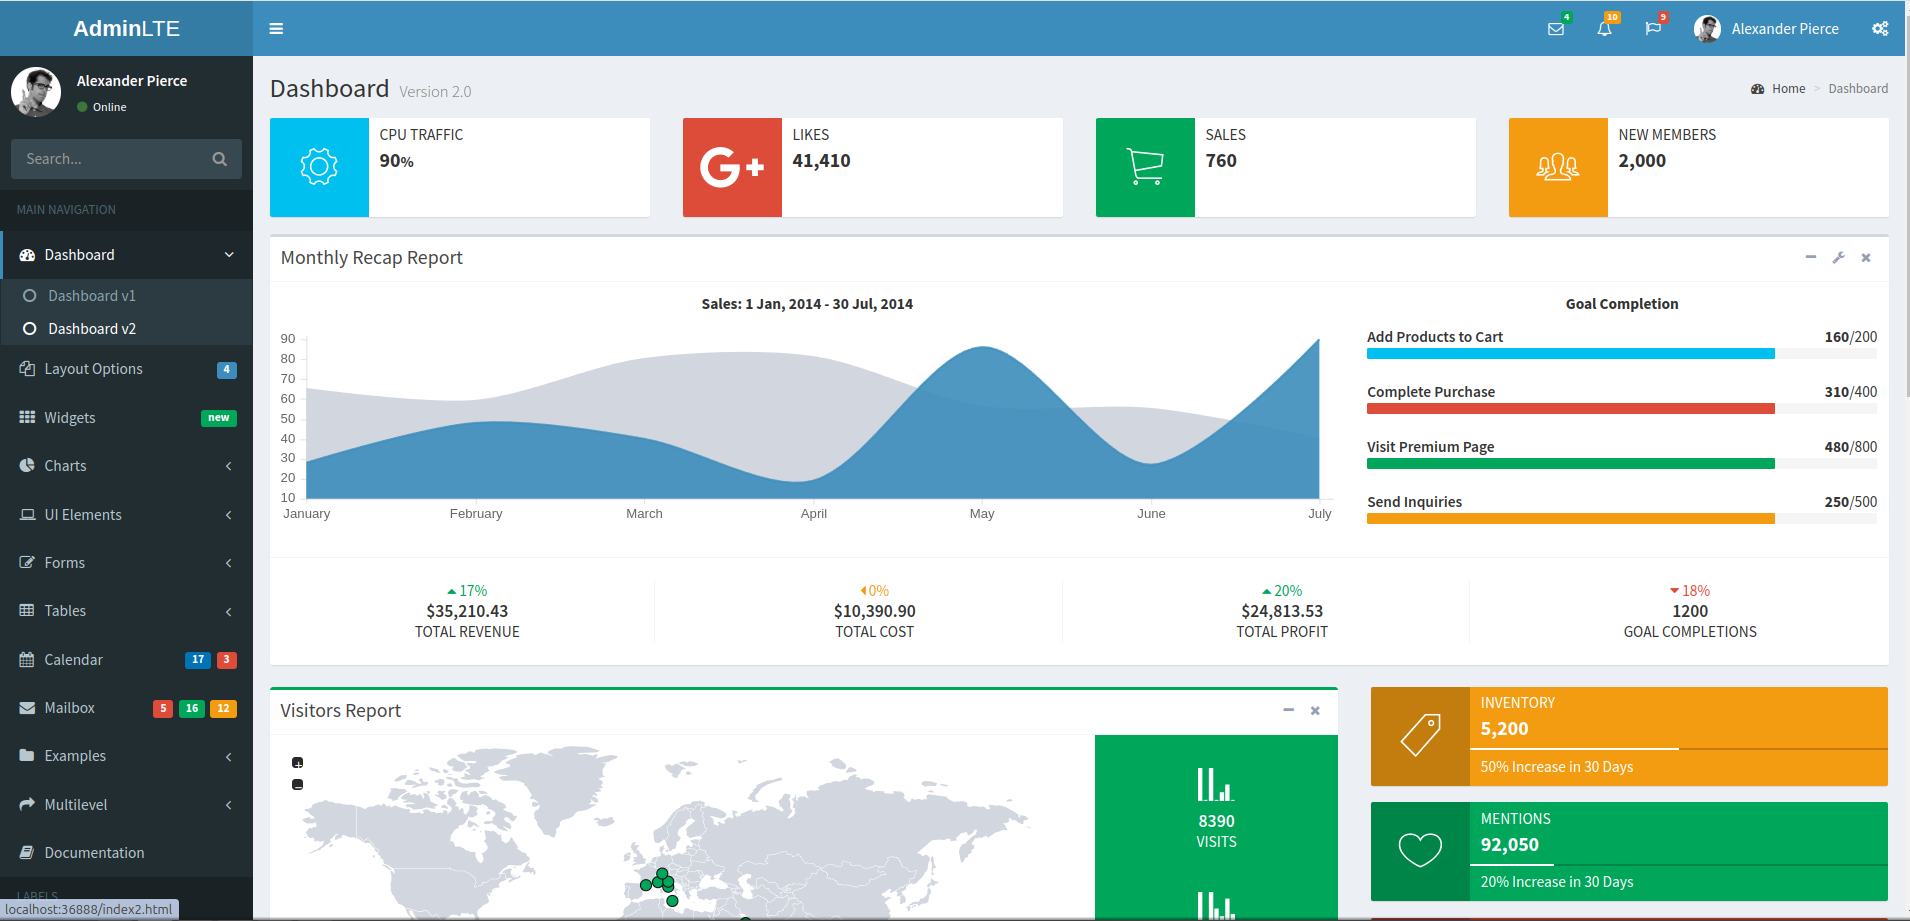 AdminLTE
4
10
9
Alexander Pierce
Alexander Pierce
Online
Search...
MAIN NAVIGATION
Dashboard
Dashboard v1
Dashboard v2
Layout Options 4
Widgets new
Charts
UI Elements
Forms
Tables
Calendar 17 3
Mailbox 5 16 12
Examples
Multilevel
Documentation
LABELS
localhost:36888/index2.html
Dashboard Version 2.0
Home > Dashboard
CPU TRAFFIC
90%
G+
LIKES
41,410
SALES
760
NEW MEMBERS
2,000
Monthly Recap Report
Sales: 1 Jan, 2014 - 30 Jul, 2014
90
80
70
60
50
40
30
20
10
January February March April May June July
Goal Completion
Add Products to Cart 160/200
Complete Purchase 310/400
Visit Premium Page 480/800
Send Inquiries 250/500
17%
$35,210.43
TOTAL REVENUE
0%
$10,390.90
TOTAL COST
20%
$24,813.53
TOTAL PROFIT
18%
1200
GOAL COMPLETIONS
Visitors Report
+
−
8390
VISITS
INVENTORY
5,200
50% Increase in 30 Days
MENTIONS
92,050
20% Increase in 30 Days